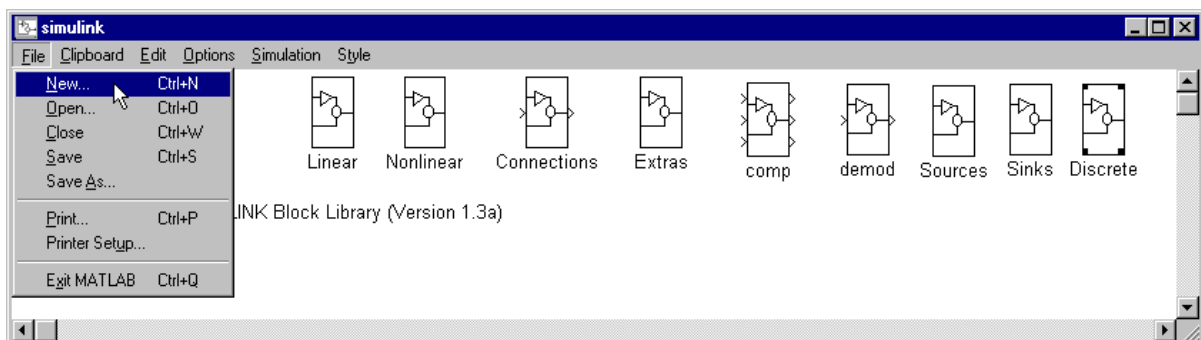 simulink
File Clipboard Edit Options Simulation Style
New... Ctrl+N
Open... Ctrl+O
Close Ctrl+W
Save Ctrl+S
Save As...
Print... Ctrl+P
Printer Setup...
Exit MATLAB Ctrl+Q
Linear Nonlinear Connections Extras comp demod Sources Sinks Discrete
LINK Block Library (Version 1.3a)